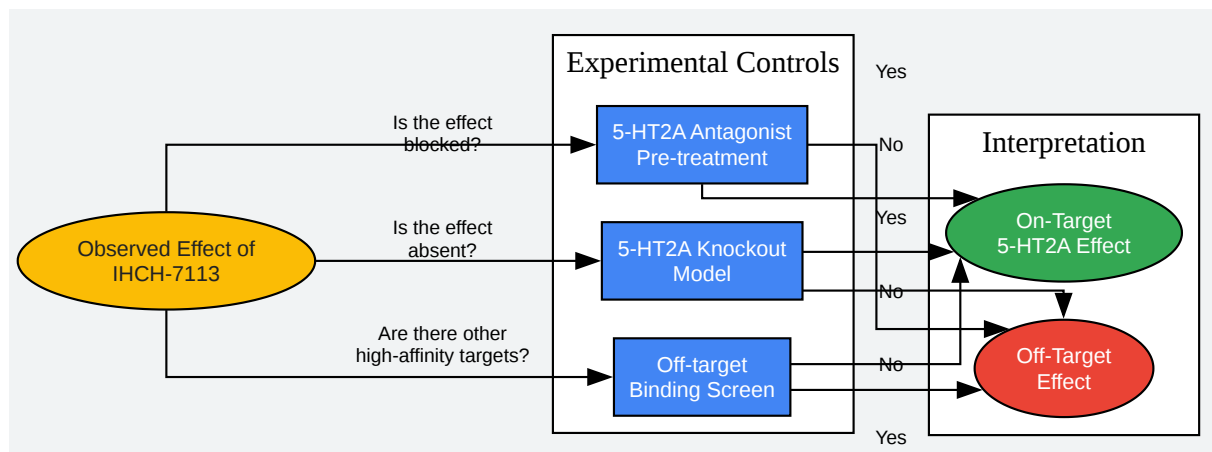 Experimental Controls
Yes
Is the effect
blocked?
5-HT2A Antagonist
Pre-treatment
No
Interpretation
Observed Effect of
IHCH-7113
Is the effect
absent?
5-HT2A Knockout
Model
Yes
On-Target
5-HT2A Effect
No
Are there other
high-affinity targets?
Off-target
Binding Screen
No
Off-Target
Effect
Yes